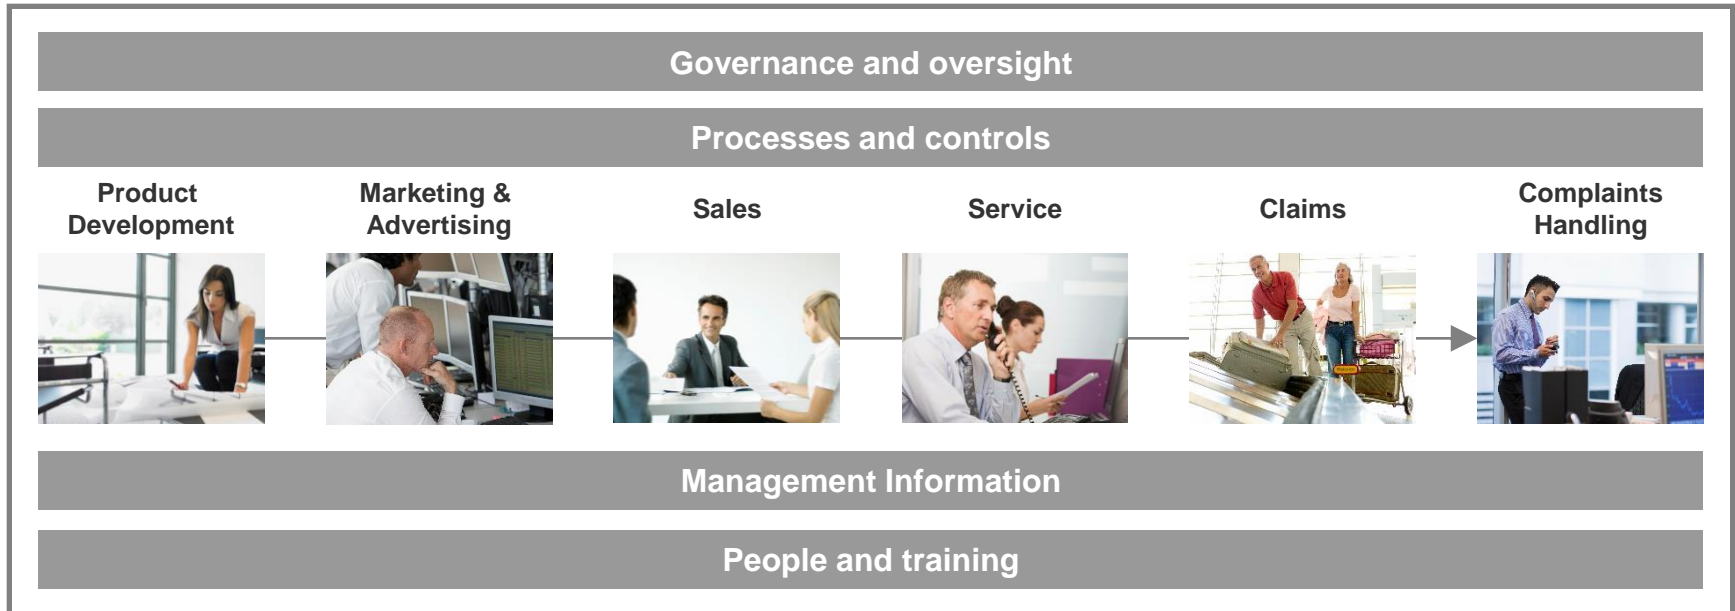 Governance and oversight
Processes and controls
Product
Development
Marketing &
Advertising
Sales
Service
Claims
Complaints
Handling
Management Information
People and training